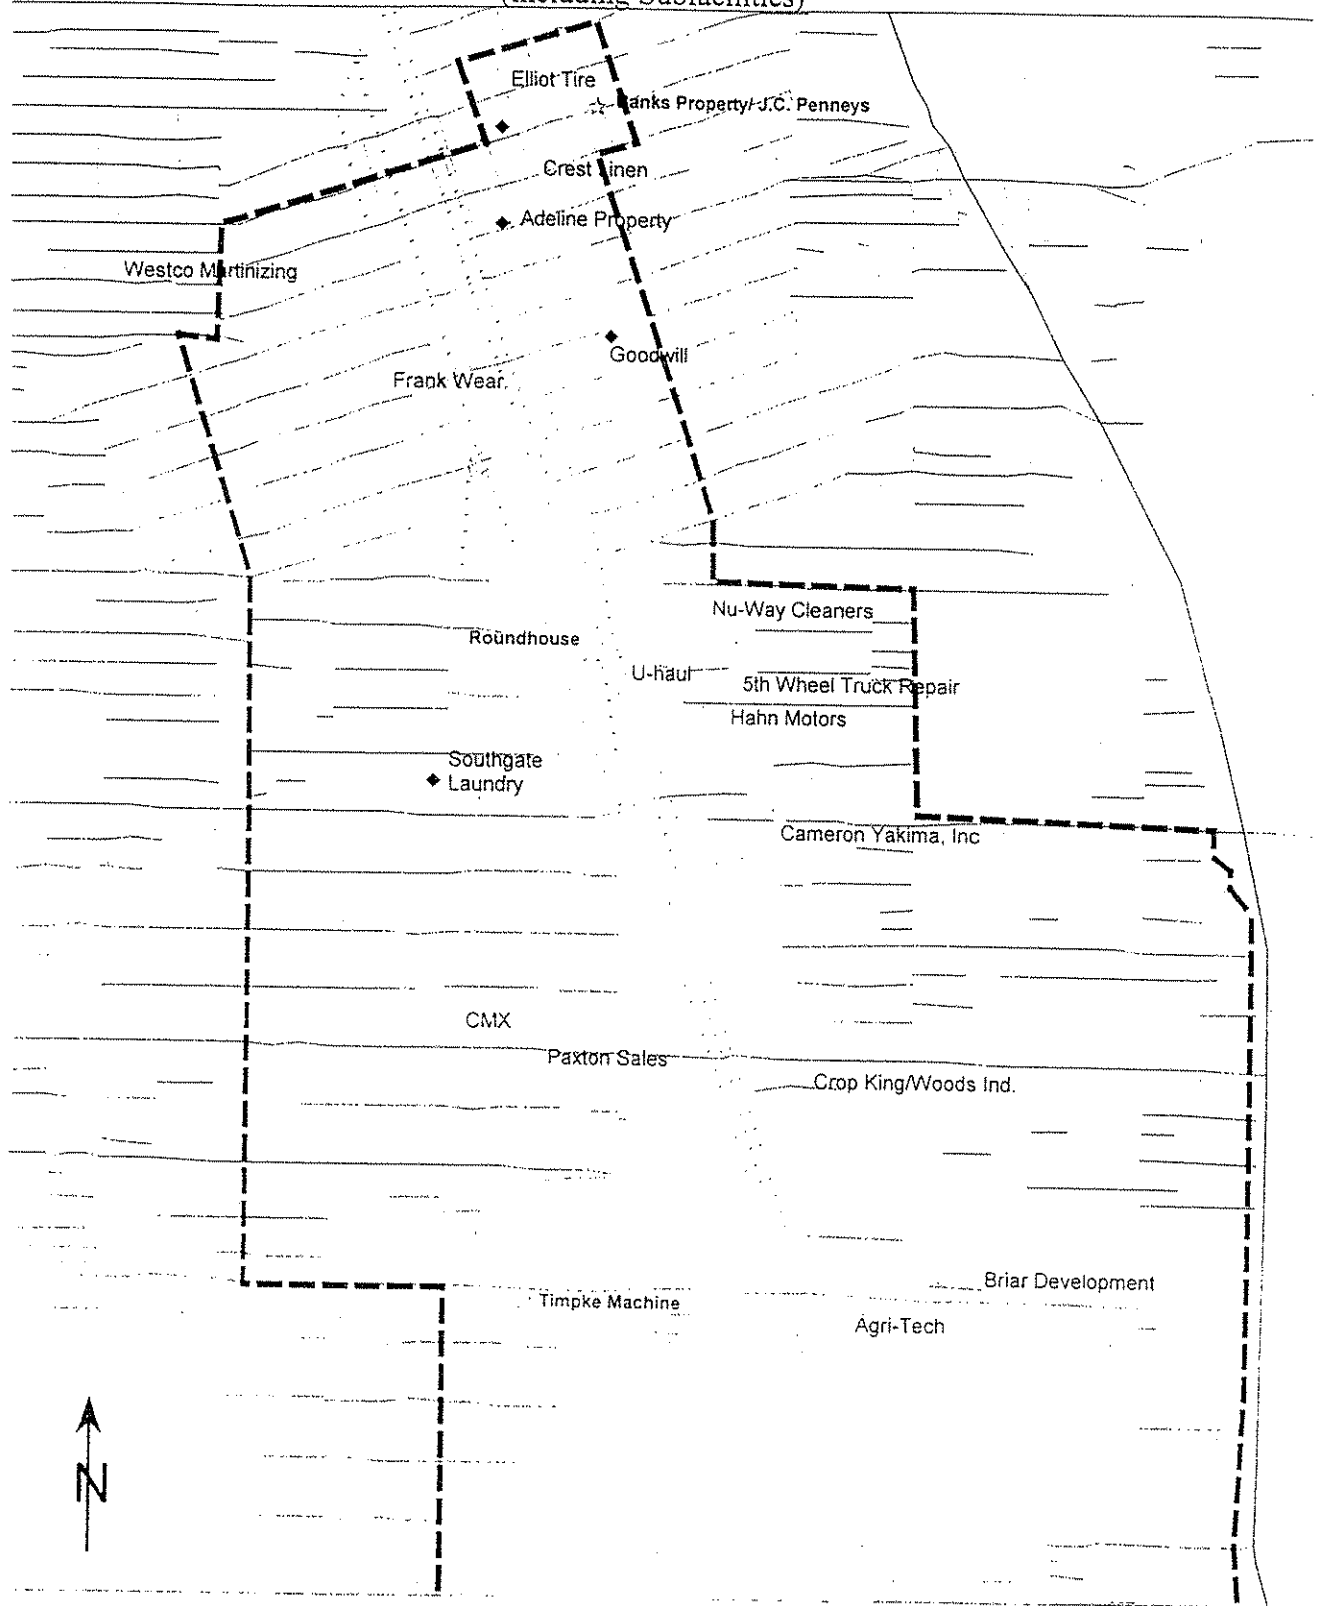 (Including Subfacilities)
Elliot Tire
Banks Property/ J.C. Penneys
Crest Linen
Adeline Property
Westco Martinizing
Goodwill
Frank Wear
Nu-Way Cleaners
Roundhouse
U-haul
5th Wheel Truck Repair
Hahn Motors
Southgate
Laundry
Cameron Yakima, Inc
CMX
Paxton Sales
Crop King/Woods Ind.
Briar Development
Timpke Machine
Agri-Tech
N